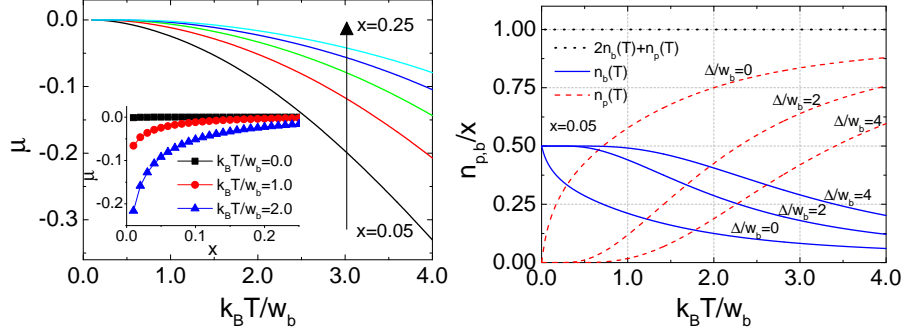 0.0
-0.1
-0.2
-0.3
μ
x=0.25
x=0.05
0.0
-0.1
-0.2
μ
k_BT/w_b=0.0
k_BT/w_b=1.0
k_BT/w_b=2.0
0.0 0.1 0.2
x
0.0 1.0 2.0 3.0 4.0
k_BT/w_b
1.00
0.75
0.50
0.25
0.00
n_{p,b}/x
2n_b(T)+n_p(T)
n_b(T)
n_p(T)
x=0.05
Δ/w_b=0
Δ/w_b=2
Δ/w_b=4
Δ/w_b=4
Δ/w_b=2
Δ/w_b=0
0.0 1.0 2.0 3.0 4.0
k_BT/w_b